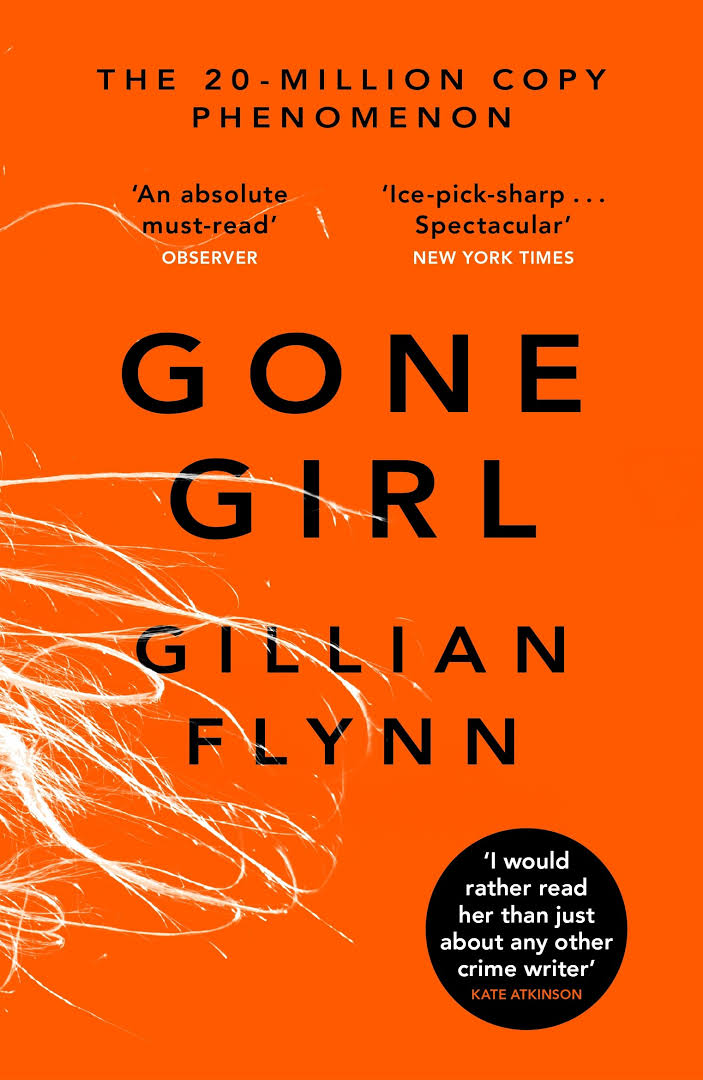 THE 20-MILLION COPY
PHENOMENON
‘An absolute
must-read’
OBSERVER
‘Ice-pick-sharp . . .
Spectacular’
NEW YORK TIMES
GONE
GIRL
GILLIAN
FLYNN
‘I would
rather read
her than just
about any other
crime writer’
KATE ATKINSON